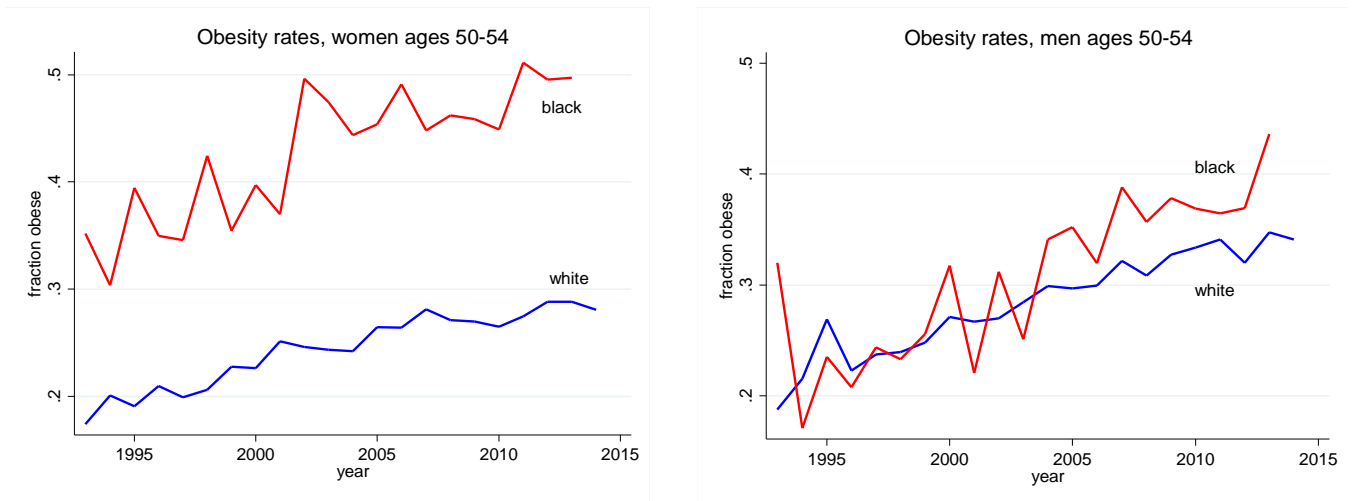 Obesity rates, women ages 50-54
fraction obese
.5
.4
.3
.2
black
white
1995 2000 2005 2010 2015
year
Obesity rates, men ages 50-54
fraction obese
.5
.4
.3
.2
black
white
1995 2000 2005 2010 2015
year